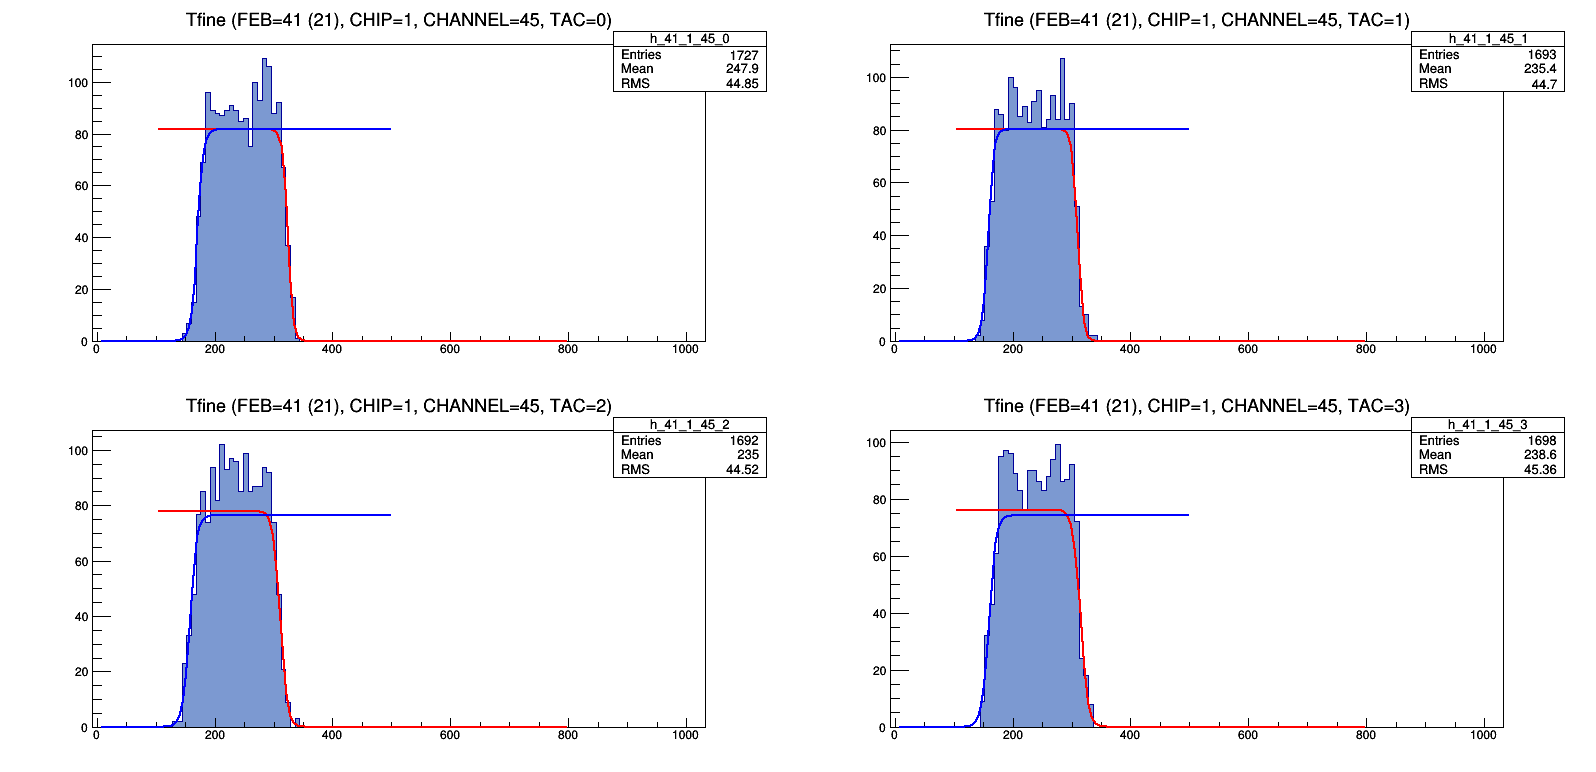 Tfine (FEB=41 (21), CHIP=1, CHANNEL=45, TAC=0)
h_41_1_45_0
Entries 1727
Mean 247.9
RMS 44.85
100
80
60
40
20
0
0 200 400 600 800 1000
Tfine (FEB=41 (21), CHIP=1, CHANNEL=45, TAC=1)
h_41_1_45_1
Entries 1693
Mean 235.4
RMS 44.7
100
80
60
40
20
0
0 200 400 600 800 1000
Tfine (FEB=41 (21), CHIP=1, CHANNEL=45, TAC=2)
h_41_1_45_2
Entries 1692
Mean 235
RMS 44.52
100
80
60
40
20
0
0 200 400 600 800 1000
Tfine (FEB=41 (21), CHIP=1, CHANNEL=45, TAC=3)
h_41_1_45_3
Entries 1698
Mean 238.6
RMS 45.36
100
80
60
40
20
0
0 200 400 600 800 1000